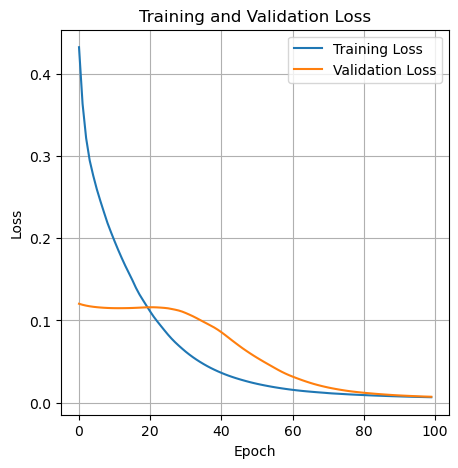 Training and Validation Loss
Training Loss
Validation Loss
Loss
0.4
0.3
0.2
0.1
0.0
0 20 40 60 80 100
Epoch